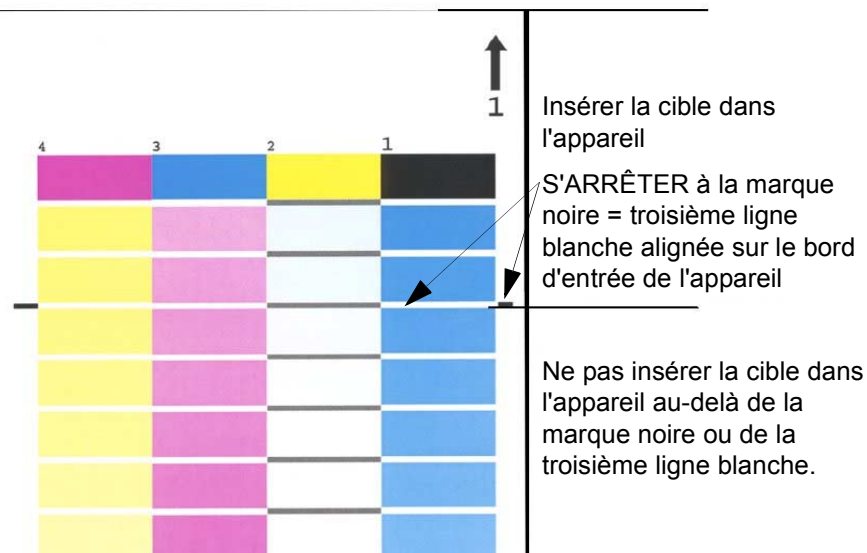 1
4 3 2 1
Insérer la cible dans
l'appareil
S'ARRÊTER à la marque
noire = troisième ligne
blanche alignée sur le bord
d'entrée de l'appareil
Ne pas insérer la cible dans
l'appareil au-delà de la
marque noire ou de la
troisième ligne blanche.